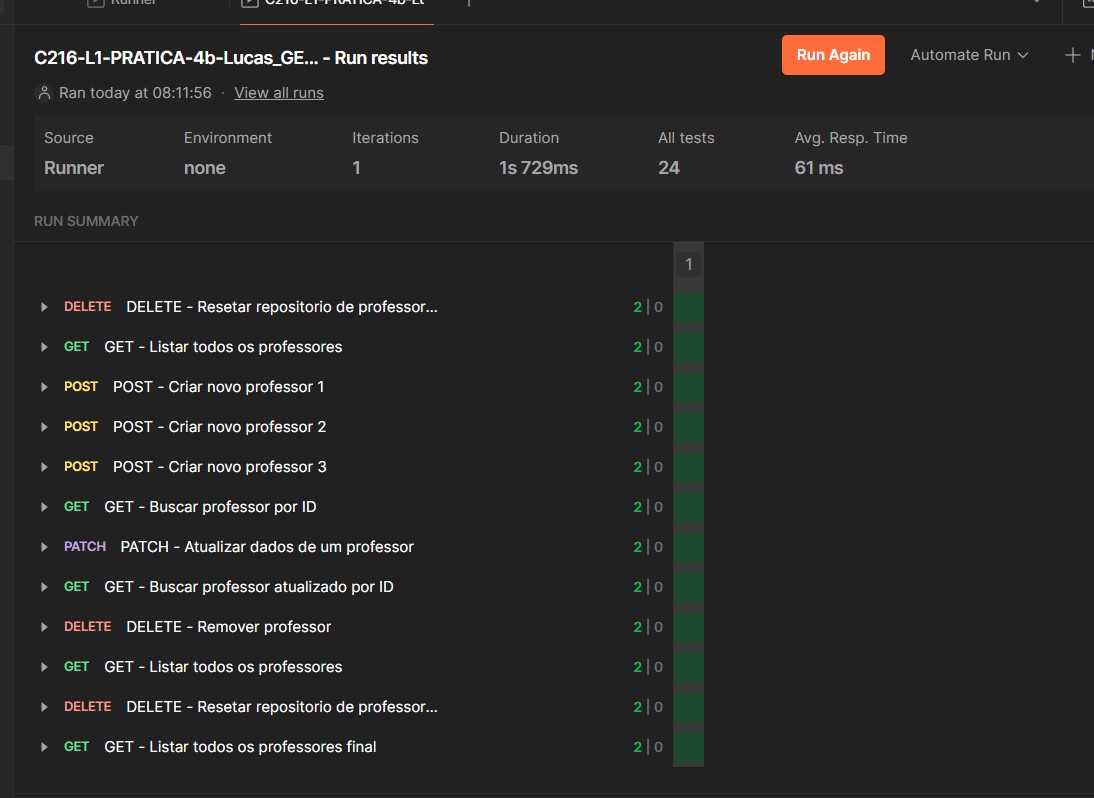 Runner C216-L1-PRATICA-4b-Lu
C216-L1-PRATICA-4b-Lucas_GE... - Run results
Run Again Automate Run
Ran today at 08:11:56 · View all runs
Source Environment Iterations Duration All tests Avg. Resp. Time
Runner none 1 1s 729ms 24 61 ms
RUN SUMMARY
1
DELETE DELETE - Resetar repositorio de professor... 2 | 0
GET GET - Listar todos os professores 2 | 0
POST POST - Criar novo professor 1 2 | 0
POST POST - Criar novo professor 2 2 | 0
POST POST - Criar novo professor 3 2 | 0
GET GET - Buscar professor por ID 2 | 0
PATCH PATCH - Atualizar dados de um professor 2 | 0
GET GET - Buscar professor atualizado por ID 2 | 0
DELETE DELETE - Remover professor 2 | 0
GET GET - Listar todos os professores 2 | 0
DELETE DELETE - Resetar repositorio de professor... 2 | 0
GET GET - Listar todos os professores final 2 | 0